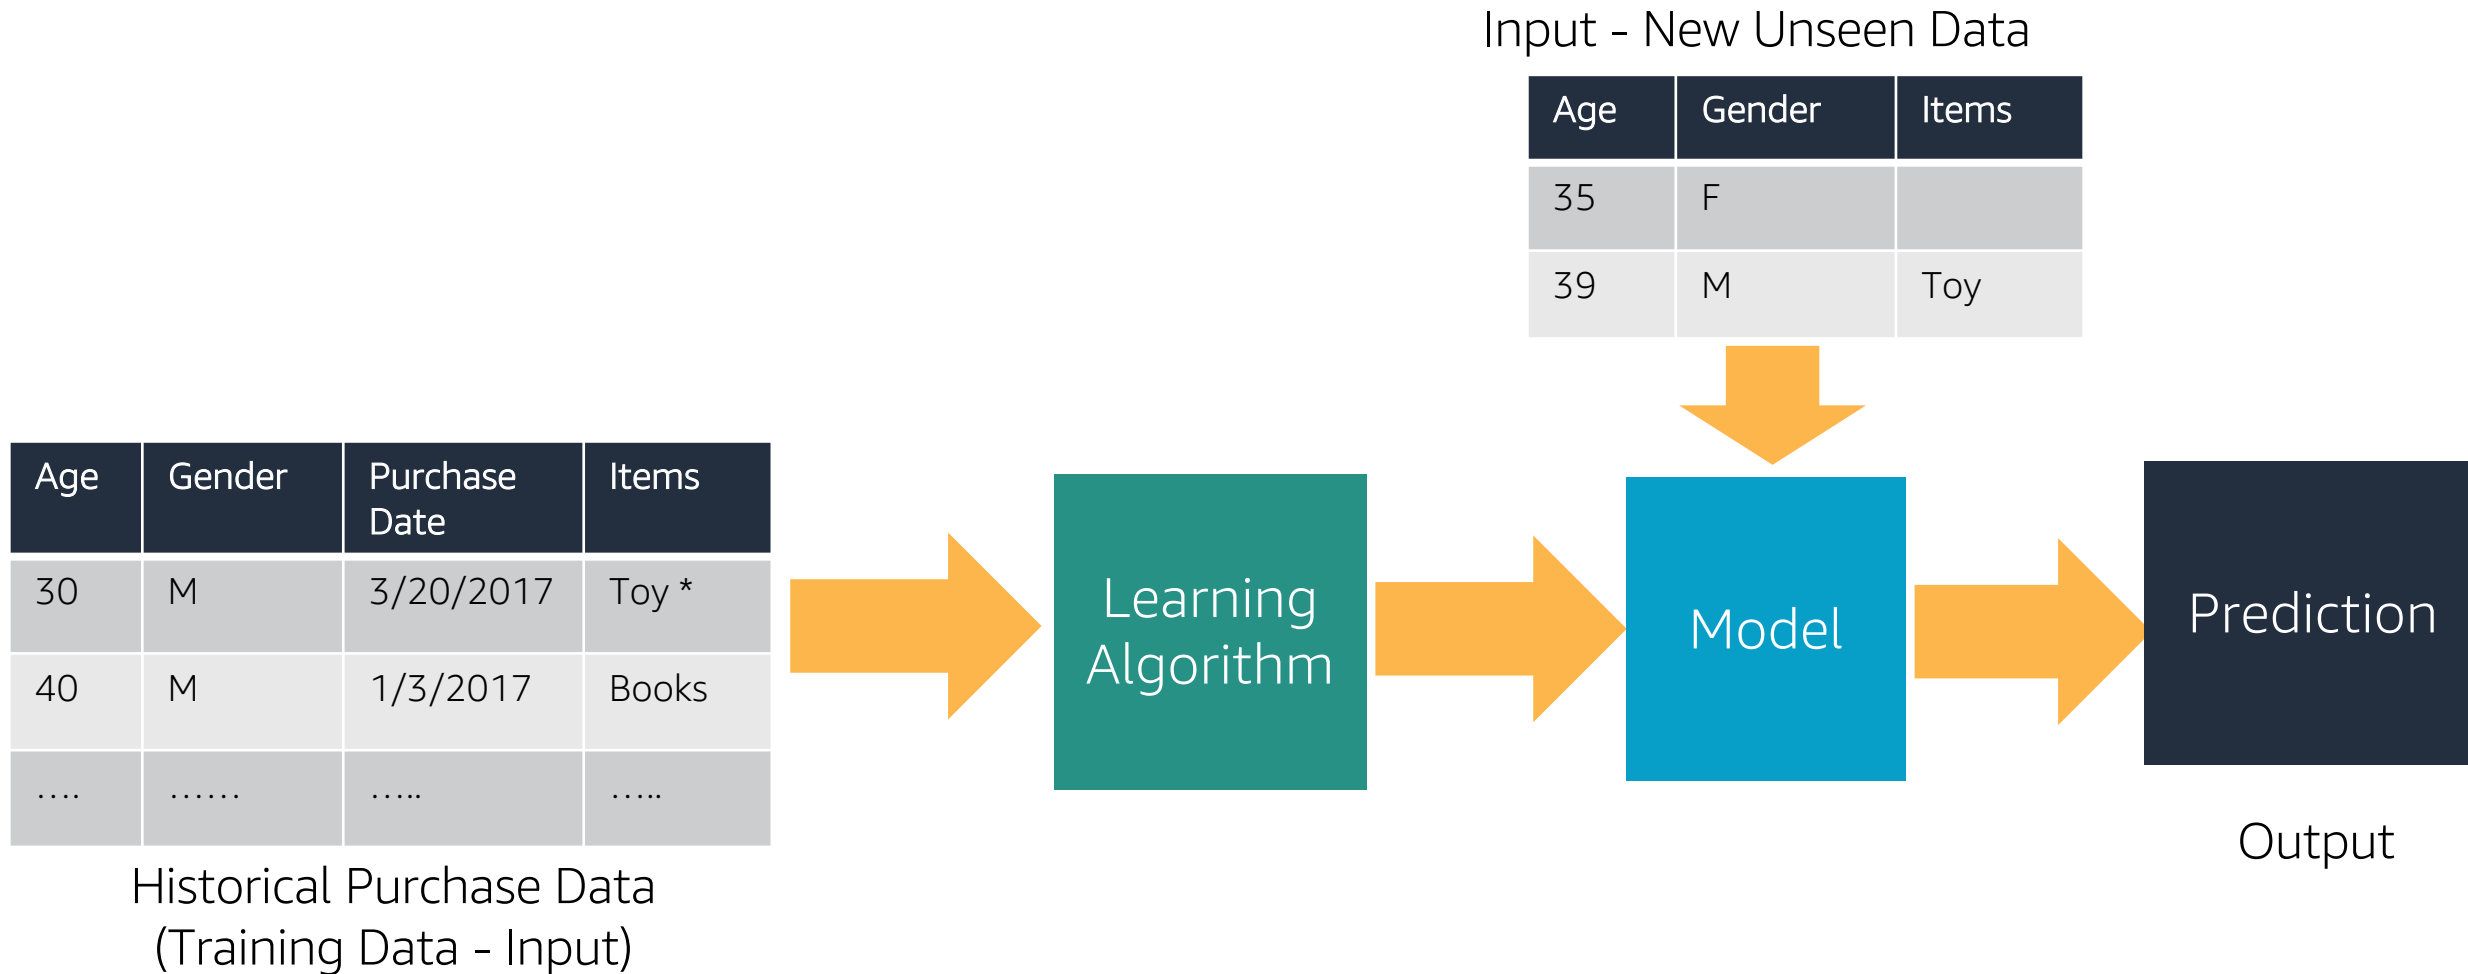 Input - New Unseen Data
Age Gender Items
35 F
39 M Toy
Age Gender Purchase Date Items
30 M 3/20/2017 Toy *
40 M 1/3/2017 Books
.... ...... ..... .....
Historical Purchase Data
(Training Data - Input)
Learning
Algorithm
Model
Prediction
Output